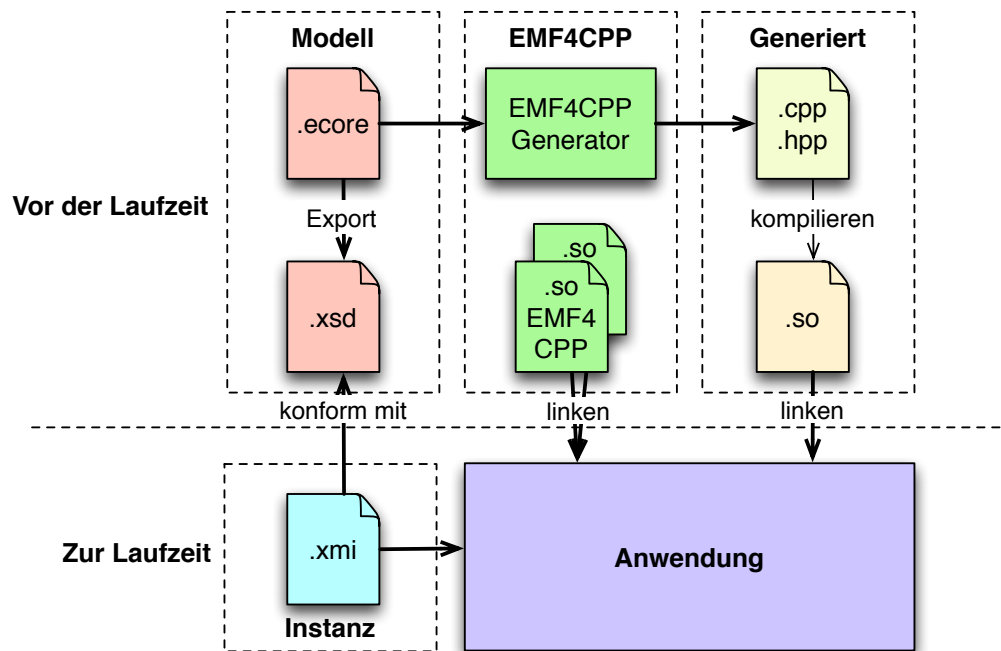 Modell
EMF4CPP
Generiert
.ecore
EMF4CPP
Generator
.cpp
.hpp
Vor der Laufzeit
Export
kompilieren
.xsd
.so
.so
EMF4
CPP
.so
konform mit
linken
linken
Zur Laufzeit
.xmi
Anwendung
Instanz